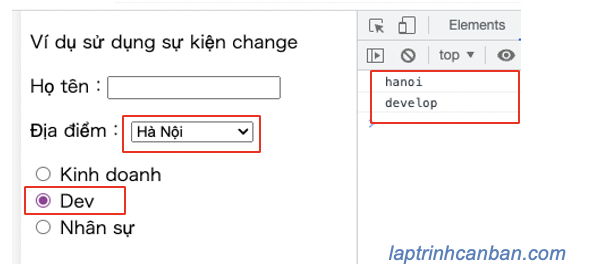 Ví dụ sử dụng sự kiện change
Họ tên :
Địa điểm : Hà Nội
Kinh doanh
Dev
Nhân sự
Elements
top
hanoi
develop
laptrinhcanban.com